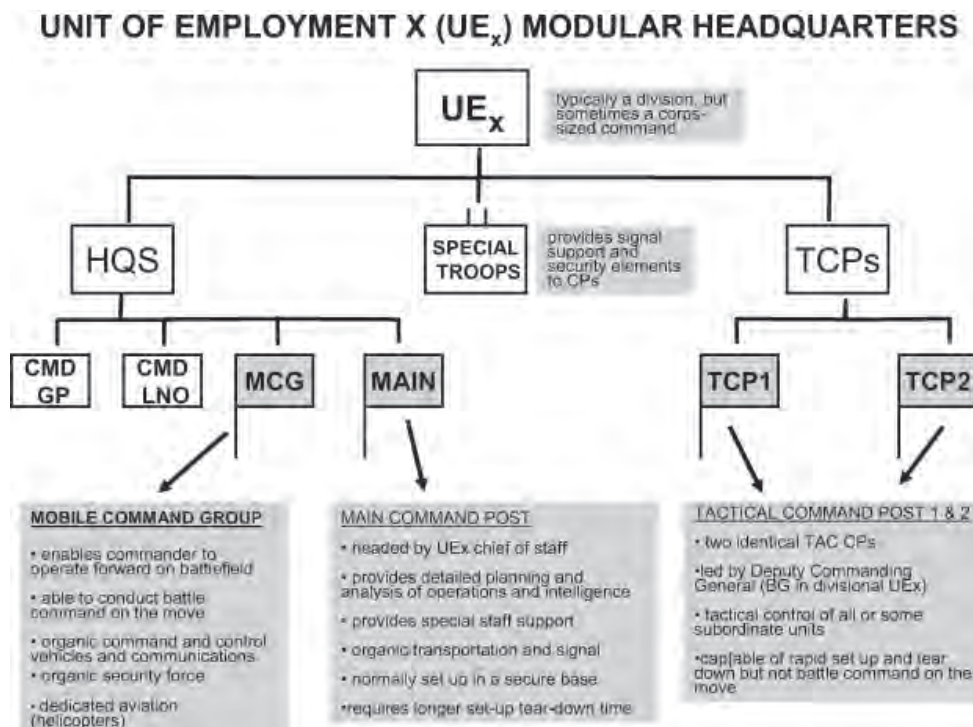 UNIT OF EMPLOYMENT X (UEx) MODULAR HEADQUARTERS
UEx
typically a division, but
sometimes a corps-
sized command
HQS
SPECIAL
TROOPS
provides signal
support and
security elements
to CPs
TCPs
CMD
GP
CMD
LNO
MCG
MAIN
TCP1
TCP2
MOBILE COMMAND GROUP
• enables commander to
operate forward on battlefield
• able to conduct battle
command on the move
• organic command and control
vehicles and communications
• organic security force
• dedicated aviation
(helicopters)
MAIN COMMAND POST
• headed by UEx chief of staff
• provides detailed planning and
analysis of operations and intelligence
• provides special staff support
• organic transportation and signal
• normally set up in a secure base
•requires longer set-up tear-down time
TACTICAL COMMAND POST 1 & 2
• two identical TAC CPs
•led by Deputy Commanding
General (BG in divisional UEx)
• tactical control of all or some
subordinate units
•cap[able of rapid set up and tear
down but not battle command on the
move